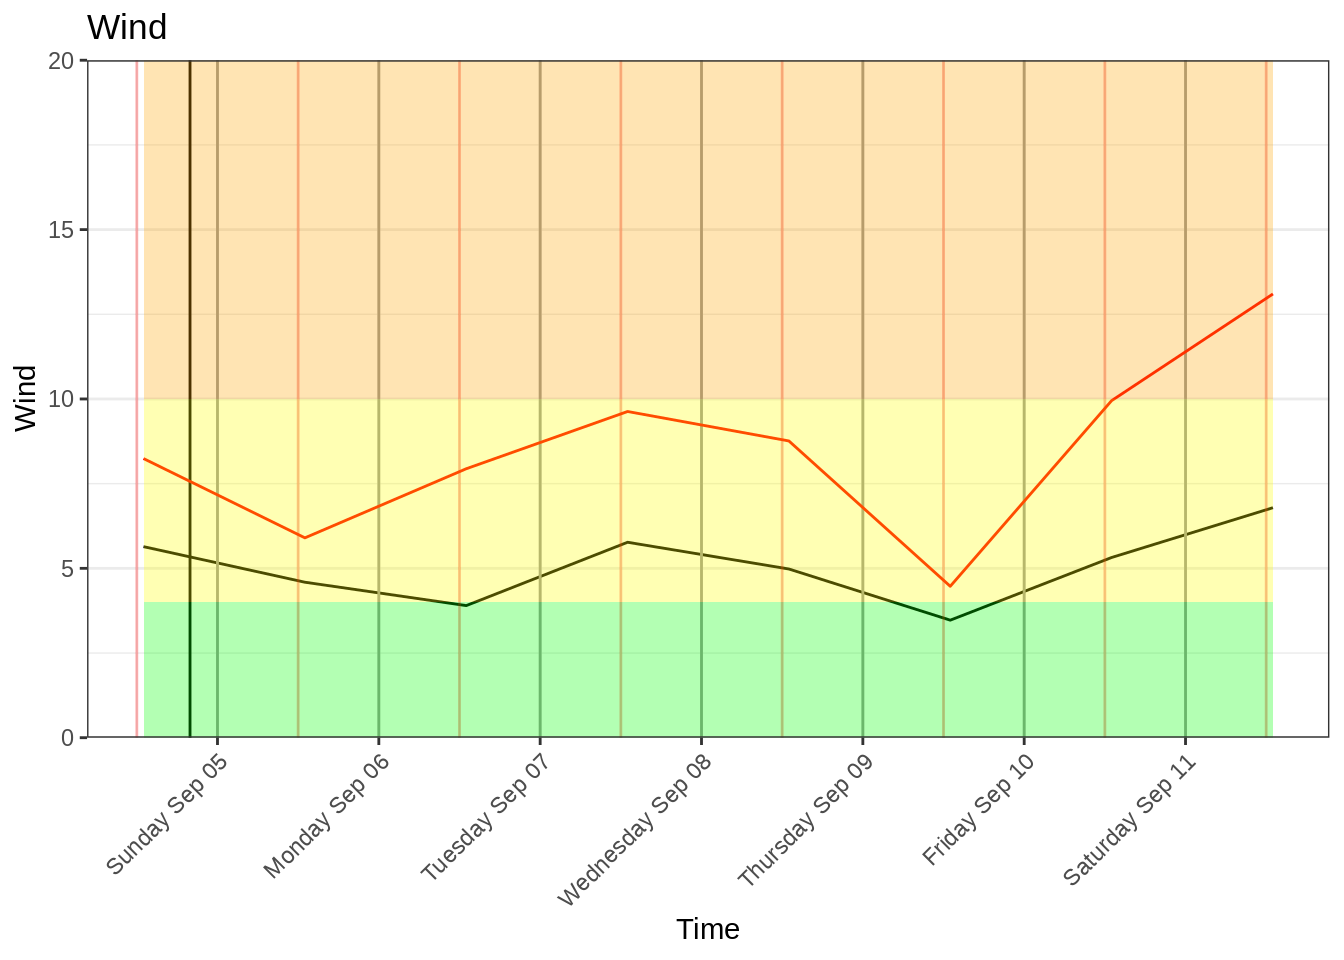 Wind
20
15
10
5
0
Wind
Sunday Sep 05
Monday Sep 06
Tuesday Sep 07
Wednesday Sep 08
Thursday Sep 09
Friday Sep 10
Saturday Sep 11
Time